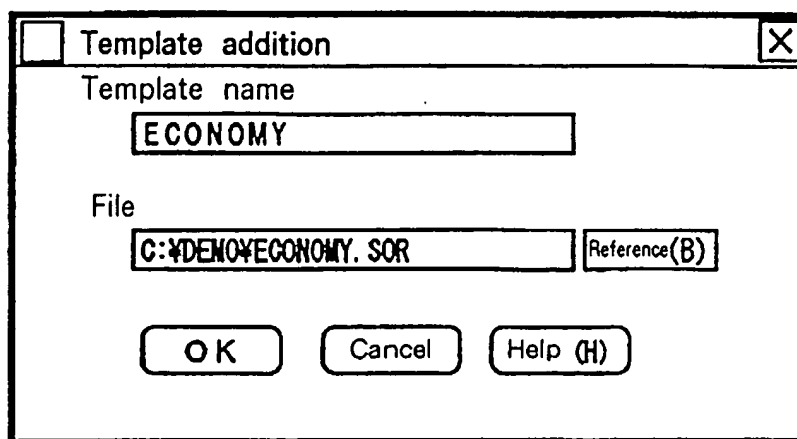 Template addition
Template name
ECONOMY
File
C:¥DEMO¥ECONOMY. SOR Reference(B)
OK Cancel Help (H)